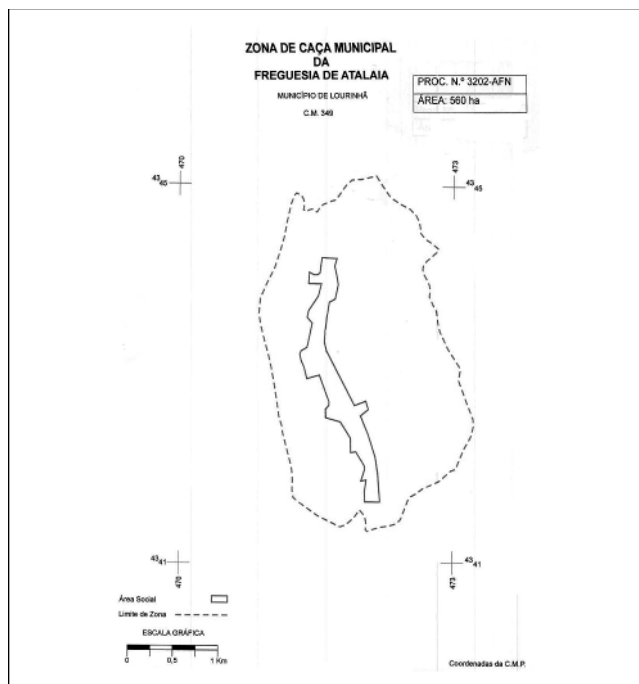 ZONA DE CAÇA MUNICIPAL
DA
FREGUESIA DE ATALAIA
MUNICÍPIO DE LOURINHÃ
C.M. 349
PROC. N.º 3202-AFN
ÁREA: 560 ha
470
43 45
473
43 45
43 41
470
43 41
473
Área Social
Limite de Zona
ESCALA GRÁFICA
0 0,5 1 Km
Coordenadas da C.M.P.